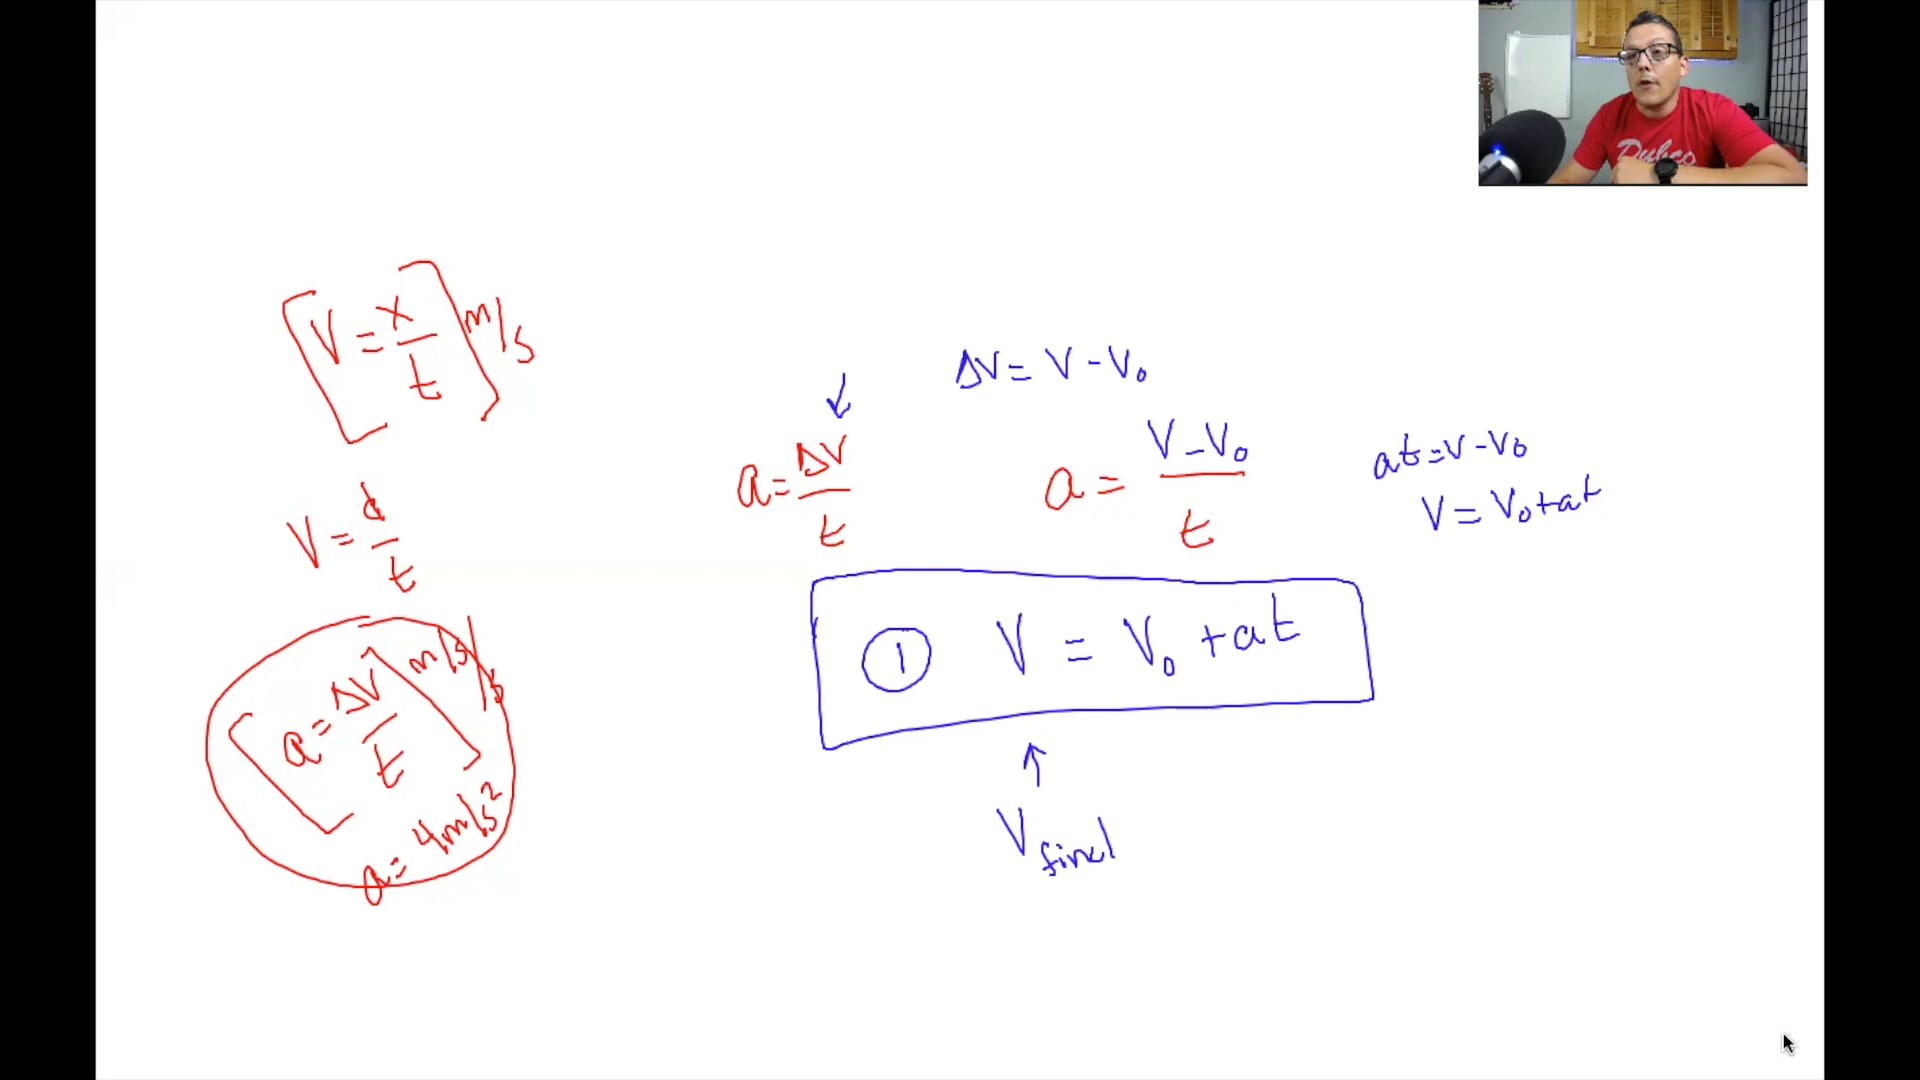 V = x/t m/s
V = d/t
a = ΔV/t m/s/s
a = 4m/s²
ΔV = V - V₀
a = ΔV/t
a = V - V₀/t
at = V - V₀
V = V₀ + at
① V = V₀ + at
V final